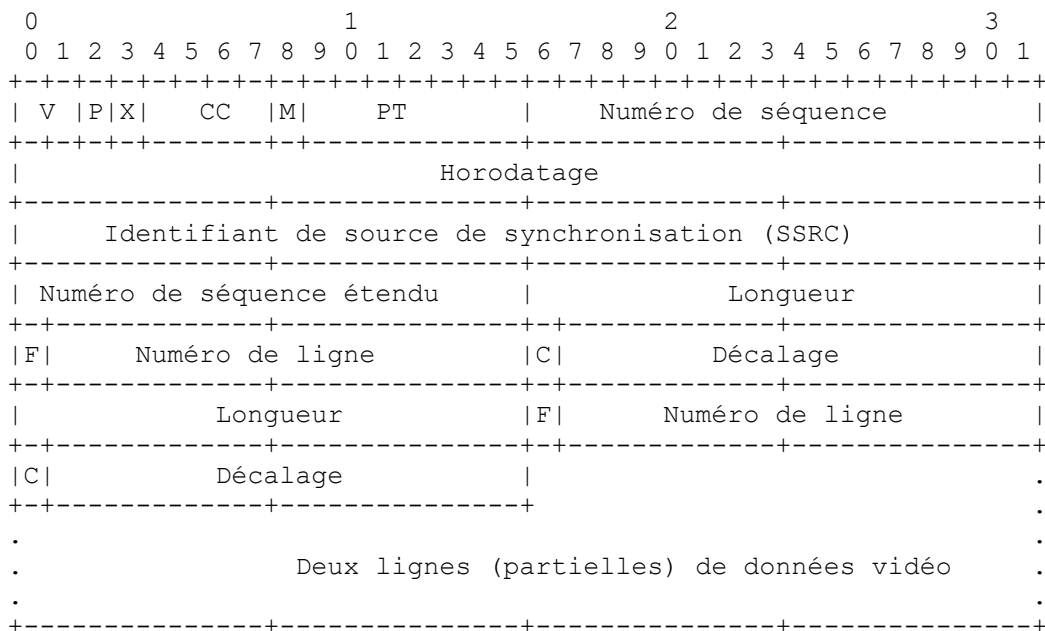 0                   1                   2                   3
 0 1 2 3 4 5 6 7 8 9 0 1 2 3 4 5 6 7 8 9 0 1 2 3 4 5 6 7 8 9 0 1
+-+-+-+-+-+-+-+-+-+-+-+-+-+-+-+-+-+-+-+-+-+-+-+-+-+-+-+-+-+-+-+-+
| V |P|X|   CC  |M|    PT       |    Numéro de séquence         |
+-+-+-+-+-------+-+-------------+---------------+---------------+
|                          Horodatage                           |
+---------------+---------------+---------------+---------------+
|     Identifiant de source de synchronisation (SSRC)           |
+---------------+---------------+---------------+---------------+
| Numéro de séquence étendu     |            Longueur           |
+-+-------------+---------------+-+-------------+---------------+
|F|     Numéro de ligne         |C|         Décalage            |
+-+-------------+---------------+-+-------------+---------------+
|            Longueur           |F|      Numéro de ligne        |
+-+-------------+---------------+-+-------------+---------------+
|C|          Décalage           |                               .
+-+-------------+---------------+                               .
.                                                               .
.                 Deux lignes (partielles) de données vidéo     .
.                                                               .
+---------------+---------------+---------------+---------------+